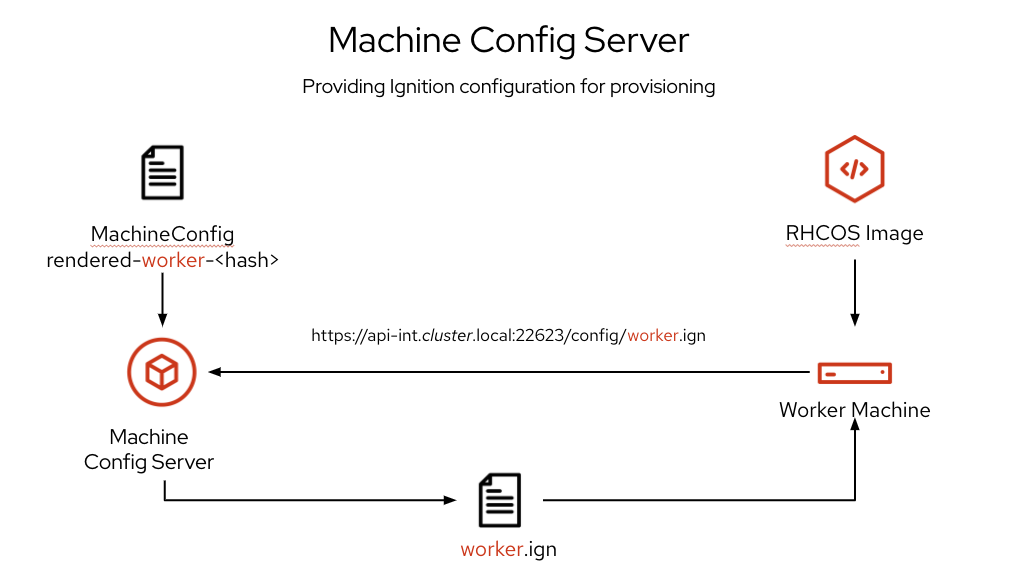 Machine Config Server
Providing Ignition configuration for provisioning
</>
MachineConfig
rendered-worker-<hash>
RHCOS Image
https://api-int.cluster.local:22623/config/worker.ign
Worker Machine
Machine
Config Server
worker.ign